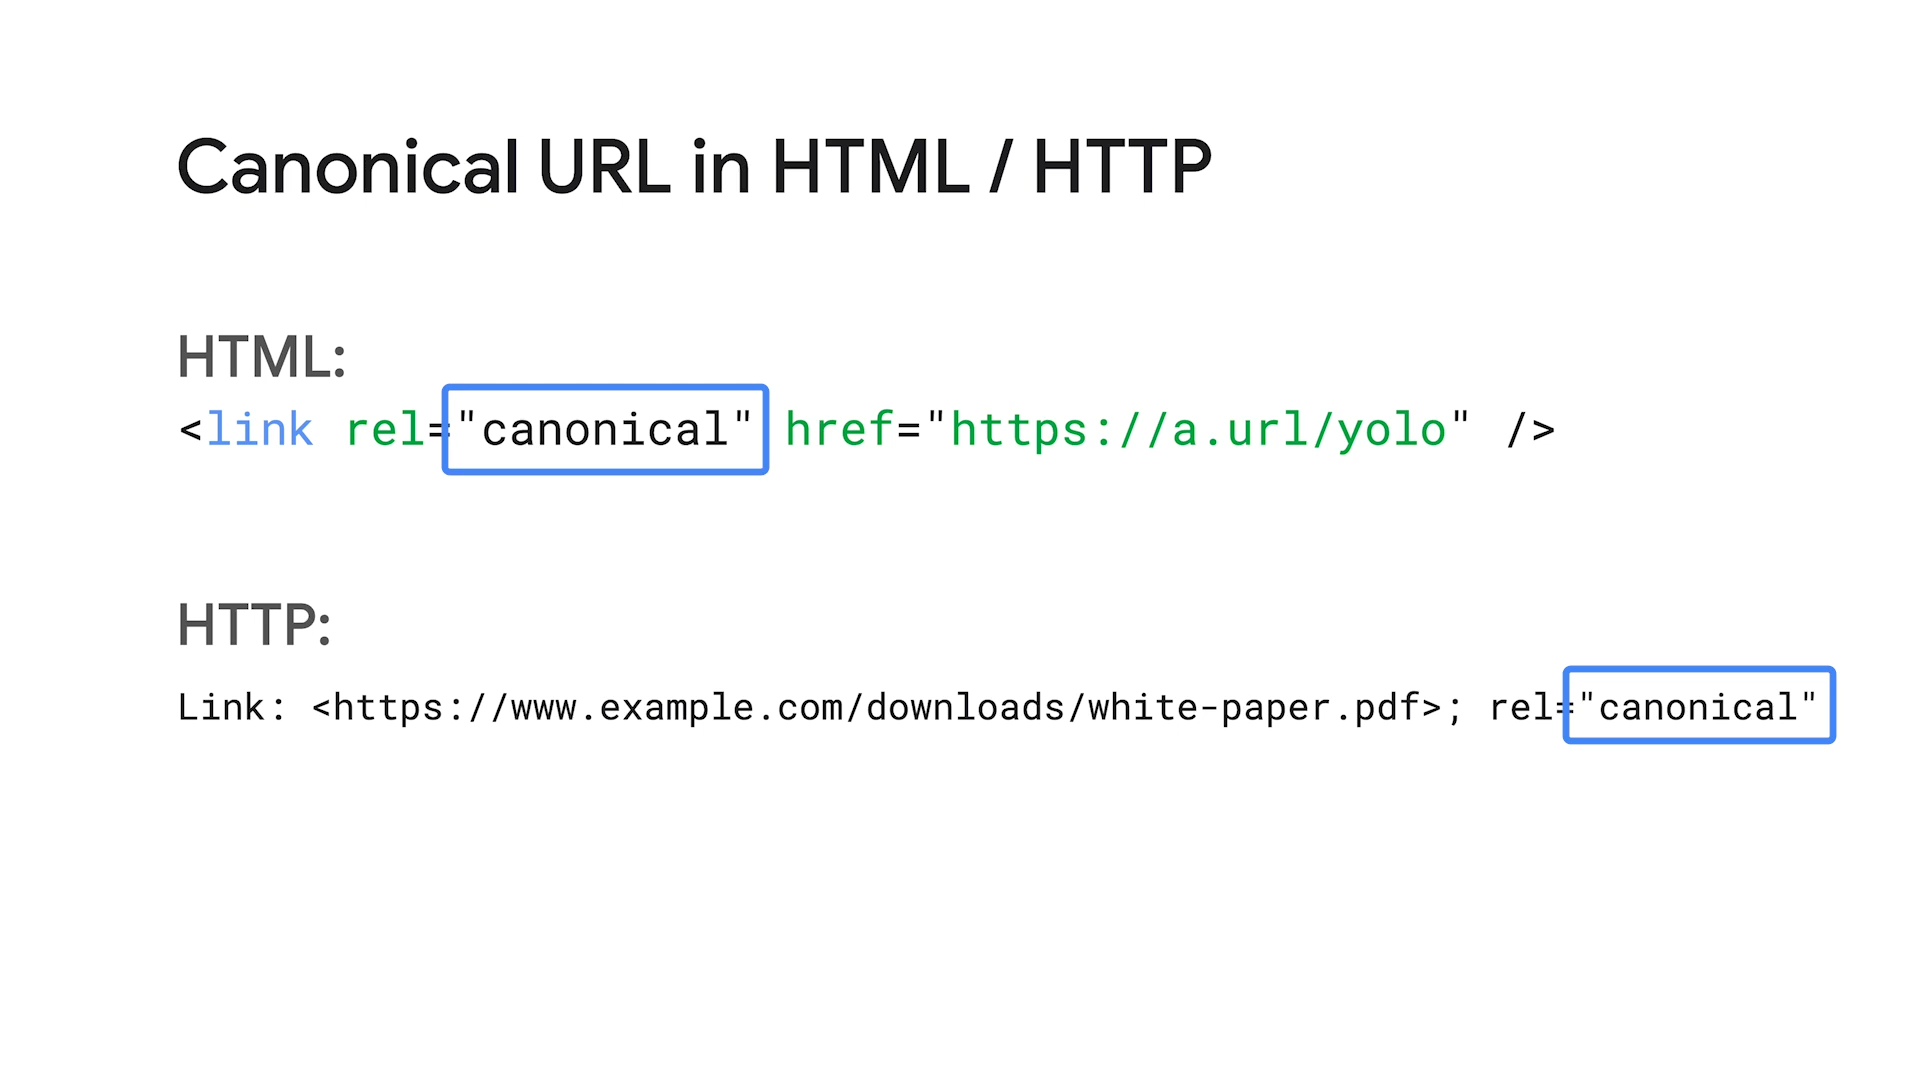 Canonical URL in HTML / HTTP
HTML:
<link rel="canonical" href="https://a.url/yolo" />
HTTP:
Link: <https://www.example.com/downloads/white-paper.pdf>; rel="canonical"